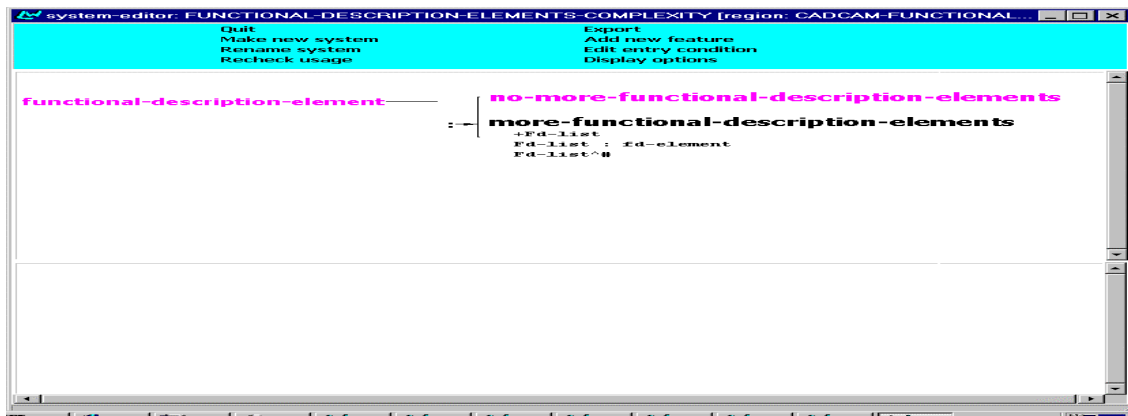 system-editor: FUNCTIONAL-DESCRIPTION-ELEMENTS-COMPLEXITY [region: CADCAM-FUNCTIONAL...
Quit Export
Make new system Add new feature
Rename system Edit entry condition
Recheck usage Display options
functional-description-element
no-more-functional-description-elements
: more-functional-description-elements
+Fd-list
Fd-list : fd-element
Fd-list^#